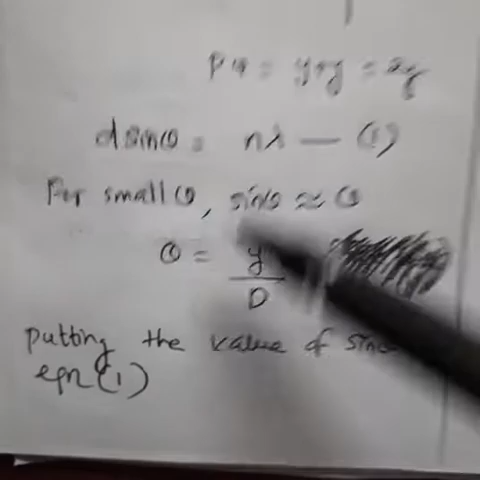 PQ = y+y = 2y
d sinθ = nλ — (1)
For small θ, sinθ ≈ θ
θ = y
D
putting the value of sinθ
eqn (1)